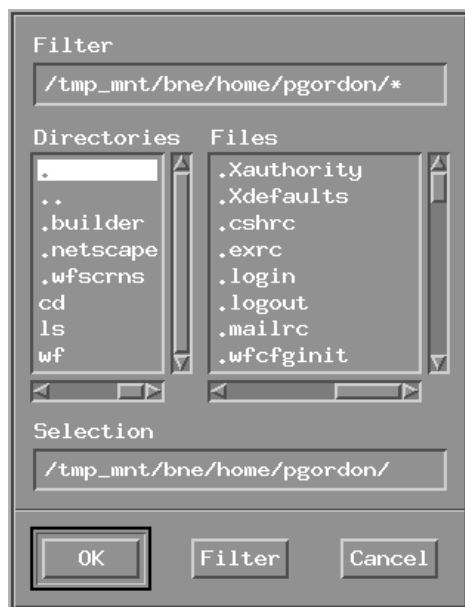 Filter
/tmp_mnt/bne/home/pgordon/*
Directories
.
..
.builder
.netscape
.wfscrns
cd
ls
wf
Files
.Xauthority
.Xdefaults
.cshrc
.exrc
.login
.logout
.mailrc
.wfcfginit
Selection
/tmp_mnt/bne/home/pgordon/
OK
Filter
Cancel